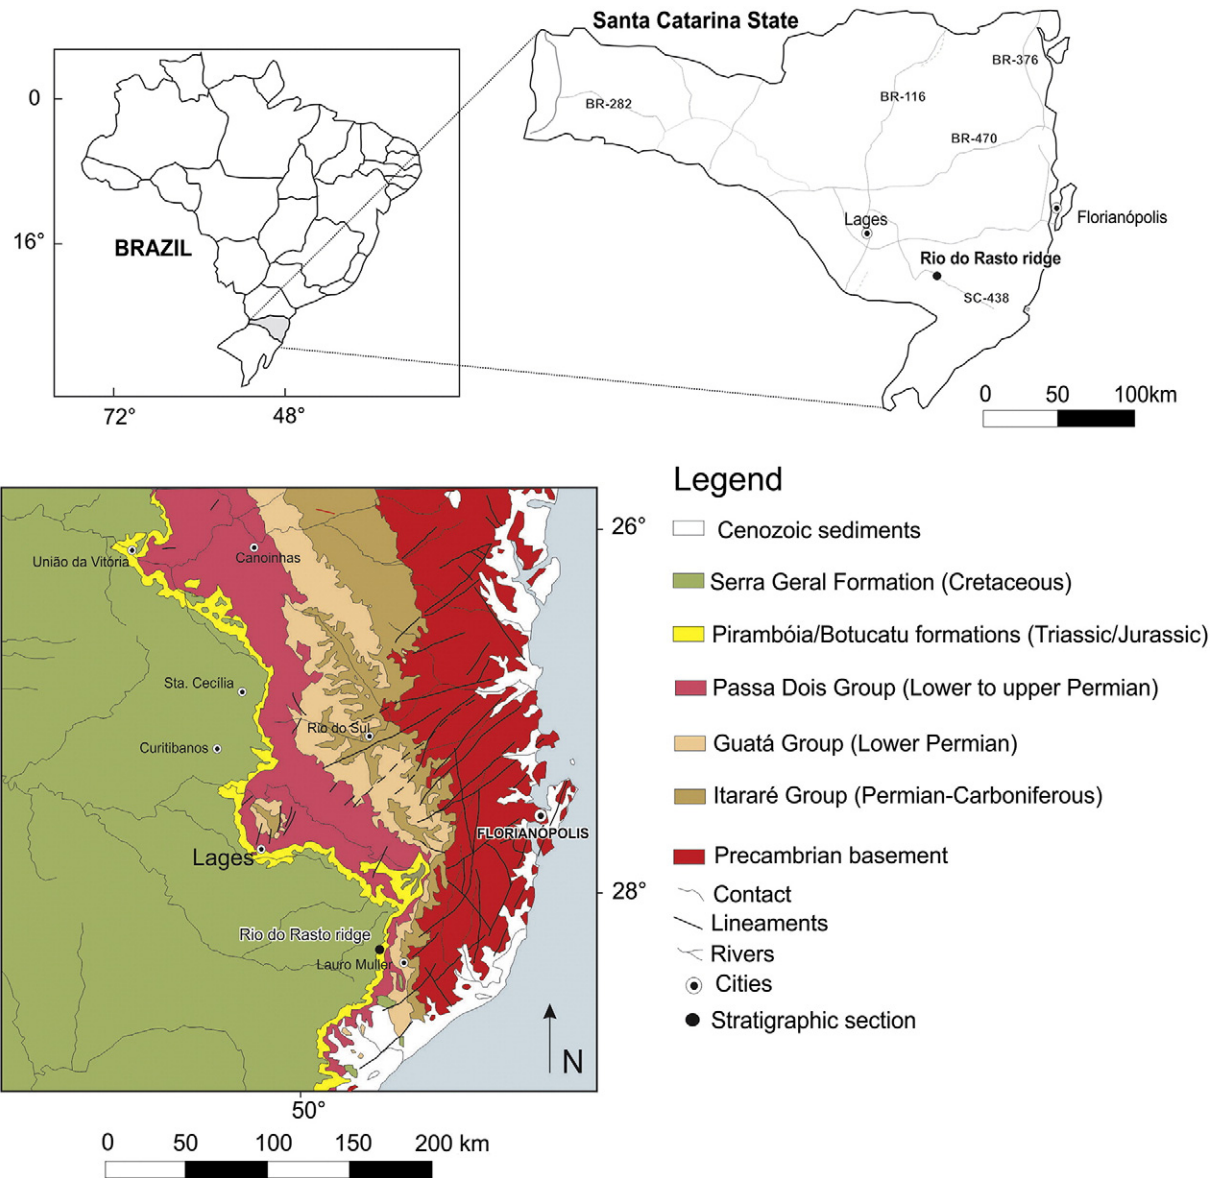 Santa Catarina State
BR-376
BR-282
BR-116
BR-470
0
16°
BRAZIL
72°
48°
Lages
Florianópolis
Rio do Rasto ridge
SC-438
0 50 100km
União da Vitória
Canoinhas
Sta. Cecília
Rio do Sul
Curitibanos
FLORIANÓPOLIS
Lages
Rio do Rasto ridge
Lauro Muller
N
26°
28°
50°
0 50 100 150 200 km
Legend
Cenozoic sediments
Serra Geral Formation (Cretaceous)
Pirambóia/Botucatu formations (Triassic/Jurassic)
Passa Dois Group (Lower to upper Permian)
Guatá Group (Lower Permian)
Itararé Group (Permian-Carboniferous)
Precambrian basement
Contact
Lineaments
Rivers
Cities
Stratigraphic section